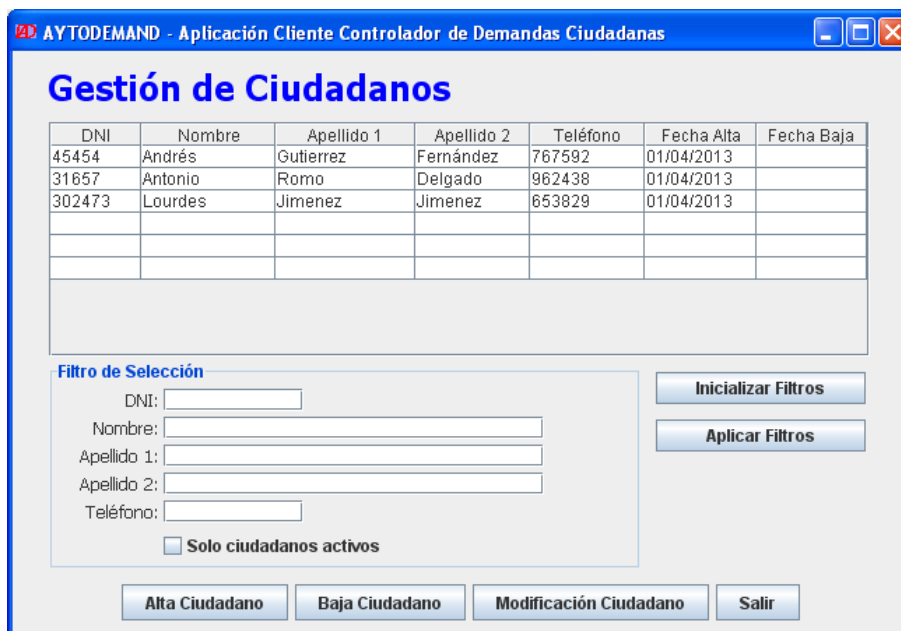 AYTODEMAND - Aplicación Cliente Controlador de Demandas Ciudadanas
Gestión de Ciudadanos
DNI Nombre Apellido 1 Apellido 2 Teléfono Fecha Alta Fecha Baja
45454 Andrés Gutierrez Fernández 767592 01/04/2013
31657 Antonio Romo Delgado 962438 01/04/2013
302473 Lourdes Jimenez Jimenez 653829 01/04/2013
Filtro de Selección
DNI:
Nombre:
Apellido 1:
Apellido 2:
Teléfono:
Solo ciudadanos activos
Inicializar Filtros
Aplicar Filtros
Alta Ciudadano Baja Ciudadano Modificación Ciudadano Salir